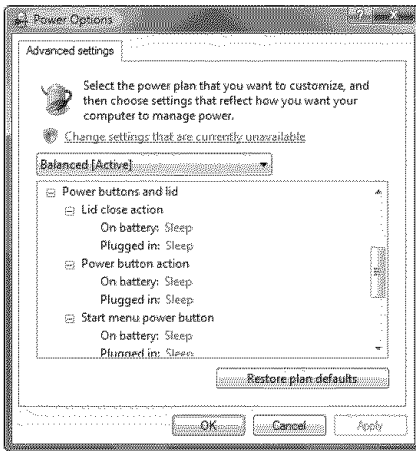 Power Options
Advanced settings
Select the power plan that you want to customize, and
then choose settings that reflect how you want your
computer to manage power.
Change settings that are currently unavailable
Balanced [Active]
Power buttons and lid
Lid close action
On battery: Sleep
Plugged in: Sleep
Power button action
On battery: Sleep
Plugged in: Sleep
Start menu power button
On battery: Sleep
Plugged in: Sleep
Restore plan defaults
OK Cancel Apply